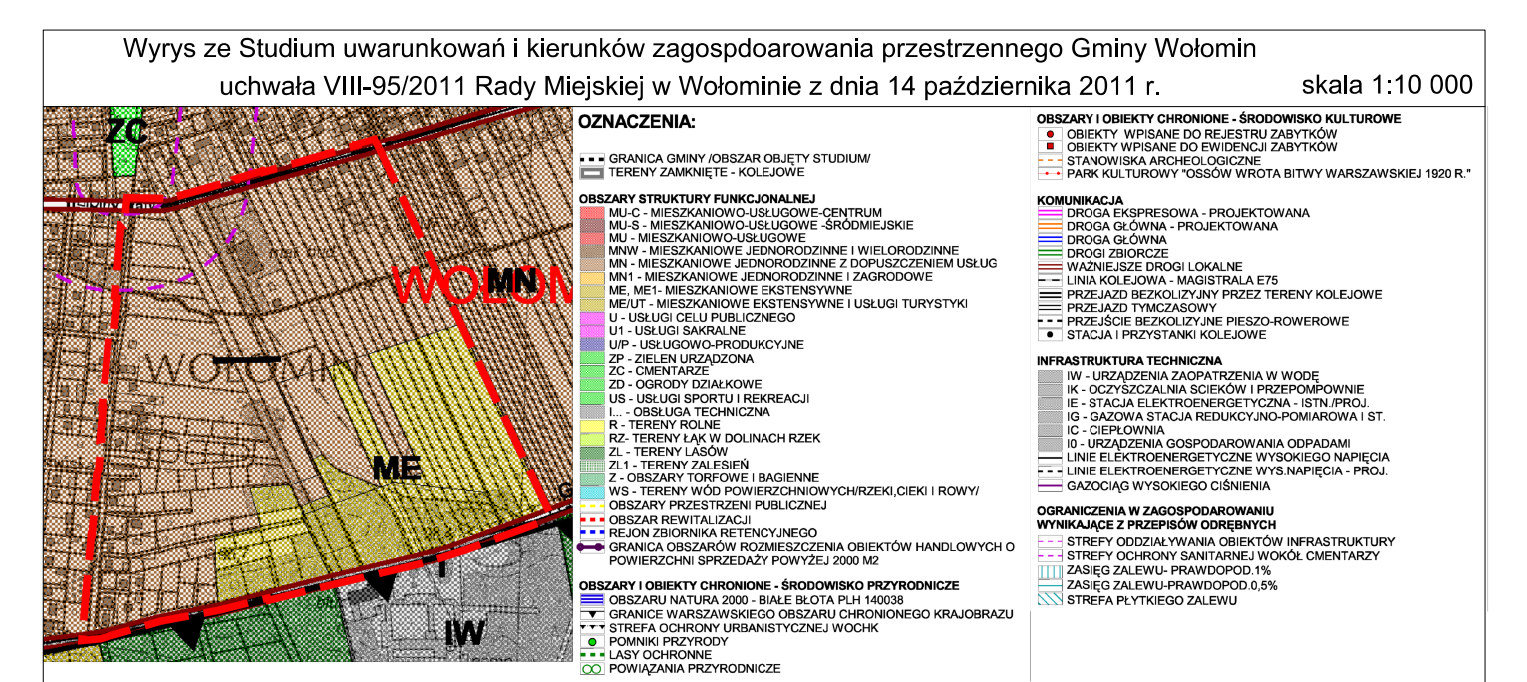 Wyrys ze Studium uwarunkowań i kierunków zagospdoarowania przestrzennego Gminy Wołomin
uchwała VIII-95/2011 Rady Miejskiej w Wołominie z dnia 14 października 2011 r.
skala 1:10 000
ZC
WOŁOM
MN
WOŁOMIN
ME
I
IW
OZNACZENIA:
GRANICA GMINY /OBSZAR OBJĘTY STUDIUM/
TERENY ZAMKNIĘTE - KOLEJOWE
OBSZARY STRUKTURY FUNKCJONALNEJ
MU-C - MIESZKANIOWO-USŁUGOWE-CENTRUM
MU-S - MIESZKANIOWO-USŁUGOWE -ŚRÓDMIEJSKIE
MU - MIESZKANIOWO-USŁUGOWE
MNW - MIESZKANIOWE JEDNORODZINNE I WIELORODZINNE
MN - MIESZKANIOWE JEDNORODZINNE Z DOPUSZCZENIEM USŁUG
MN1 - MIESZKANIOWE JEDNORODZINNE I ZAGRODOWE
ME, ME1- MIESZKANIOWE EKSTENSYWNE
ME/UT - MIESZKANIOWE EKSTENSYWNE I USŁUGI TURYSTYKI
U - USŁUGI CELU PUBLICZNEGO
U1 - USŁUGI SAKRALNE
U/P - USŁUGOWO-PRODUKCYJNE
ZP - ZIELEN URZĄDZONA
ZC - CMENTARZE
ZD - OGRODY DZIAŁKOWE
US - USŁUGI SPORTU I REKREACJI
I... - OBSŁUGA TECHNICZNA
R - TERENY ROLNE
RZ- TERENY ŁĄK W DOLINACH RZEK
ZL - TERENY LASÓW
ZL1 - TERENY ZALESIEŃ
Z - OBSZARY TORFOWE I BAGIENNE
WS - TERENY WÓD POWIERZCHNIOWYCH/RZEKI,CIEKI I ROWY/
OBSZARY PRZESTRZENI PUBLICZNEJ
OBSZAR REWITALIZACJI
REJON ZBIORNIKA RETENCYJNEGO
GRANICA OBSZARÓW ROZMIESZCZENIA OBIEKTÓW HANDLOWYCH O
POWIERZCHNI SPRZEDAŻY POWYŻEJ 2000 M2
OBSZARY I OBIEKTY CHRONIONE - ŚRODOWISKO PRZYRODNICZE
OBSZARU NATURA 2000 - BIAŁE BŁOTA PLH 140038
GRANICE WARSZAWSKIEGO OBSZARU CHRONIONEGO KRAJOBRAZU
STREFA OCHRONY URBANISTYCZNEJ WOCHK
POMNIKI PRZYRODY
LASY OCHRONNE
POWIĄZANIA PRZYRODNICZE
OBSZARY I OBIEKTY CHRONIONE - ŚRODOWISKO KULTUROWE
OBIEKTY WPISANE DO REJESTRU ZABYTKÓW
OBIEKTY WPISANE DO EWIDENCJI ZABYTKÓW
STANOWISKA ARCHEOLOGICZNE
PARK KULTUROWY "OSSÓW WROTA BITWY WARSZAWSKIEJ 1920 R."
KOMUNIKACJA
DROGA EKSPRESOWA - PROJEKTOWANA
DROGA GŁÓWNA - PROJEKTOWANA
DROGA GŁÓWNA
DROGI ZBIORCZE
WAŻNIEJSZE DROGI LOKALNE
LINIA KOLEJOWA - MAGISTRALA E75
PRZEJAZD BEZKOLIZYJNY PRZEZ TERENY KOLEJOWE
PRZEJAZD TYMCZASOWY
PRZEJŚCIE BEZKOLIZYJNE PIESZO-ROWEROWE
STACJA I PRZYSTANKI KOLEJOWE
INFRASTRUKTURA TECHNICZNA
IW - URZĄDZENIA ZAOPATRZENIA W WODĘ
IK - OCZYSZCZALNIA SCIEKÓW I PRZEPOMPOWNIE
IE - STACJA ELEKTROENERGETYCZNA - ISTN./PROJ.
IG - GAZOWA STACJA REDUKCYJNO-POMIAROWA I ST.
IC - CIEPŁOWNIA
I0 - URZĄDZENIA GOSPODAROWANIA ODPADAMI
LINIE ELEKTROENERGETYCZNE WYSOKIEGO NAPIĘCIA
LINIE ELEKTROENERGETYCZNE WYS.NAPIĘCIA - PROJ.
GAZOCIĄG WYSOKIEGO CIŚNIENIA
OGRANICZENIA W ZAGOSPODAROWANIU
WYNIKAJĄCE Z PRZEPISÓW ODRĘBNYCH
STREFY ODDZIAŁYWANIA OBIEKTÓW INFRASTRUKTURY
STREFY OCHRONY SANITARNEJ WOKÓŁ CMENTARZY
ZASIĘG ZALEWU- PRAWDOPOD.1%
ZASIĘG ZALEWU-PRAWDOPOD.0,5%
STREFA PŁYTKIEGO ZALEWU